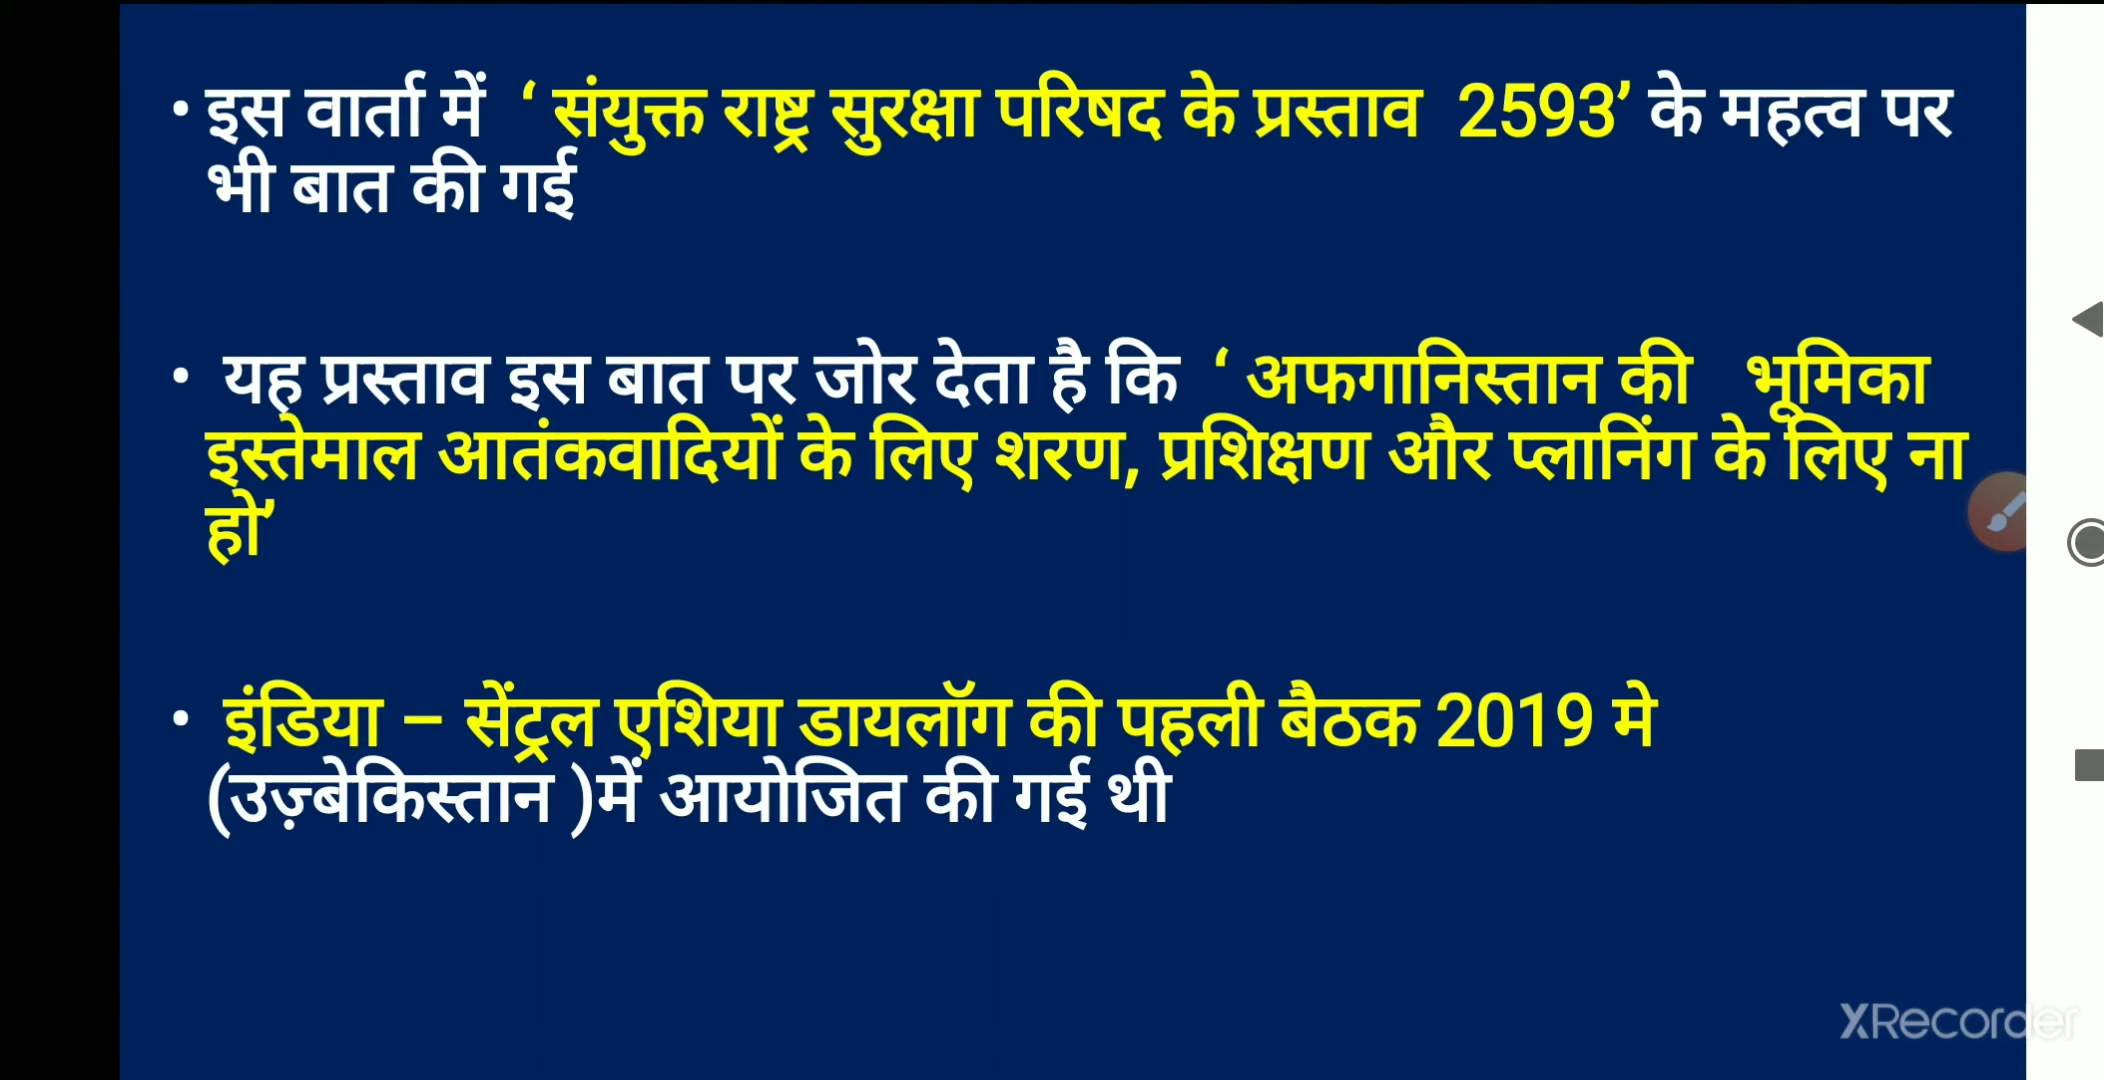 • इस वार्ता में ‘ संयुक्त राष्ट्र सुरक्षा परिषद के प्रस्ताव 2593’ के महत्व पर
भी बात की गई
• यह प्रस्ताव इस बात पर जोर देता है कि ‘ अफगानिस्तान की भूमिका
इस्तेमाल आतंकवादियों के लिए शरण, प्रशिक्षण और प्लानिंग के लिए ना
हो’
• इंडिया – सेंट्रल एशिया डायलॉग की पहली बैठक 2019 मे
(उज़्बेकिस्तान )में आयोजित की गई थी
XRecorder